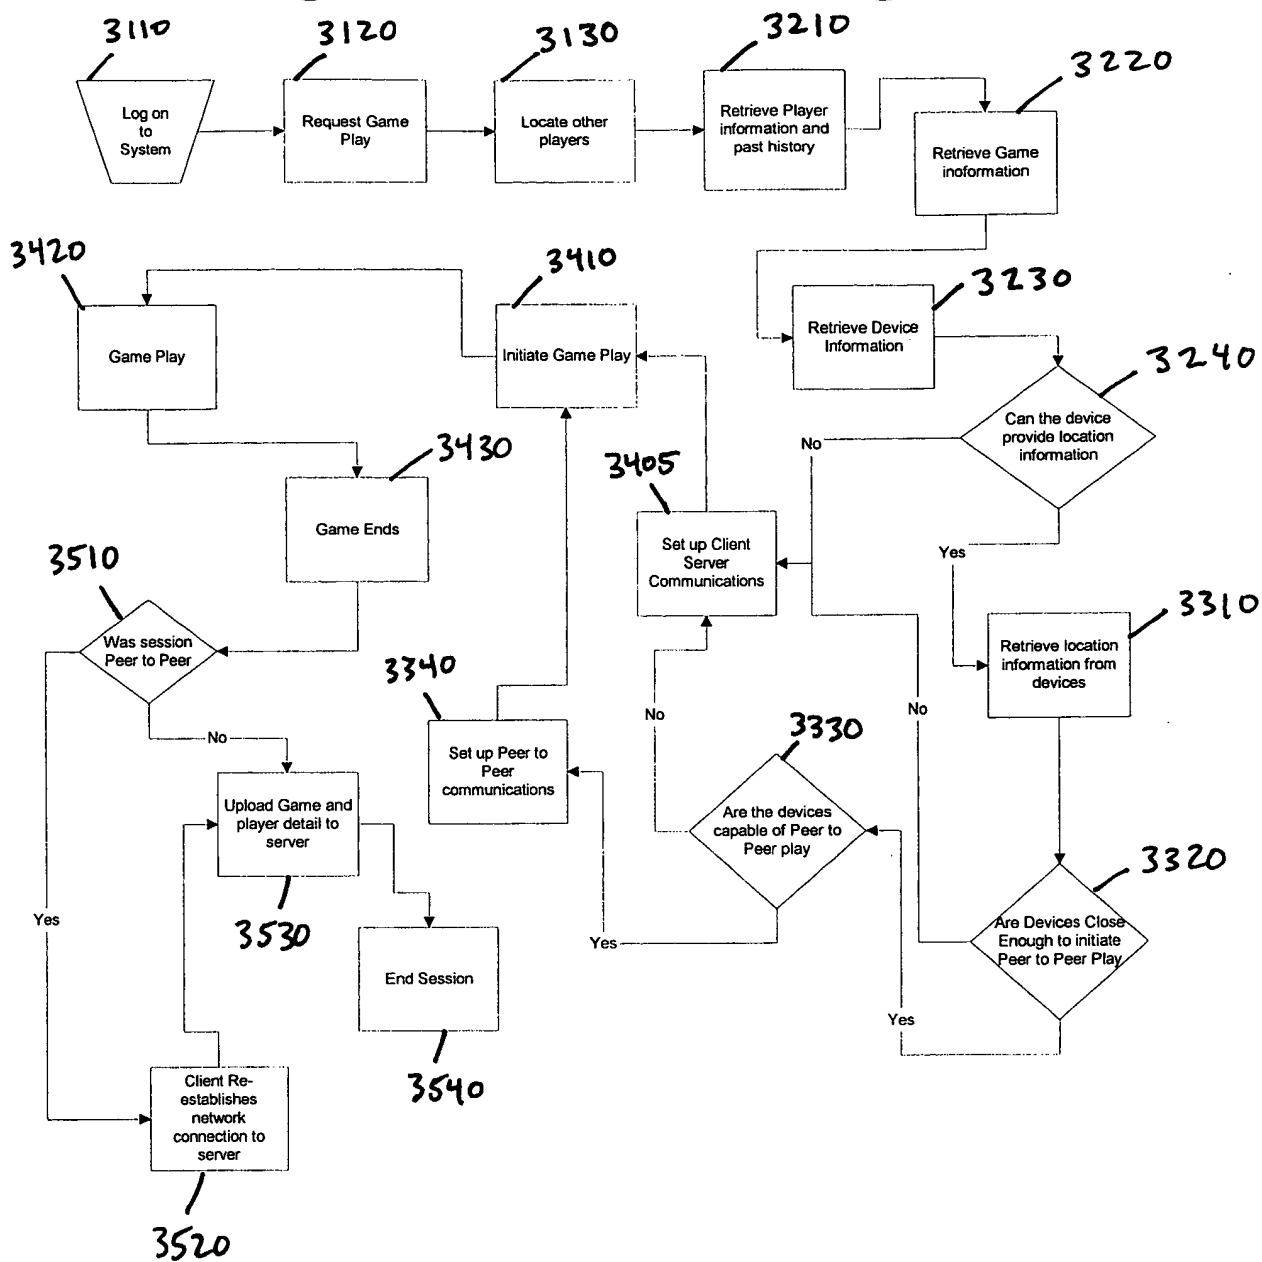 3110
3120
3130
3210
3220
Log on
to
System
Request Game
Play
Locate other
players
Retrieve Player
information and
past history
Retrieve Game
inoformation
3420
3410
3230
Game Play
Initiate Game Play
Retrieve Device
Information
3240
Can the device
provide location
information
No
Yes
3430
3405
Game Ends
Set up Client
Server
Communications
3510
Was session
Peer to Peer
3310
Retrieve location
information from
devices
3340
No
No
No
3330
Set up Peer to
Peer
communications
Upload Game and
player detail to
server
Are the devices
capable of Peer to
Peer play
3320
Are Devices Close
Enough to initiate
Peer to Peer Play
Yes
3530
Yes
End Session
Yes
3540
Client Re-
establishes
network
connection to
server
3520